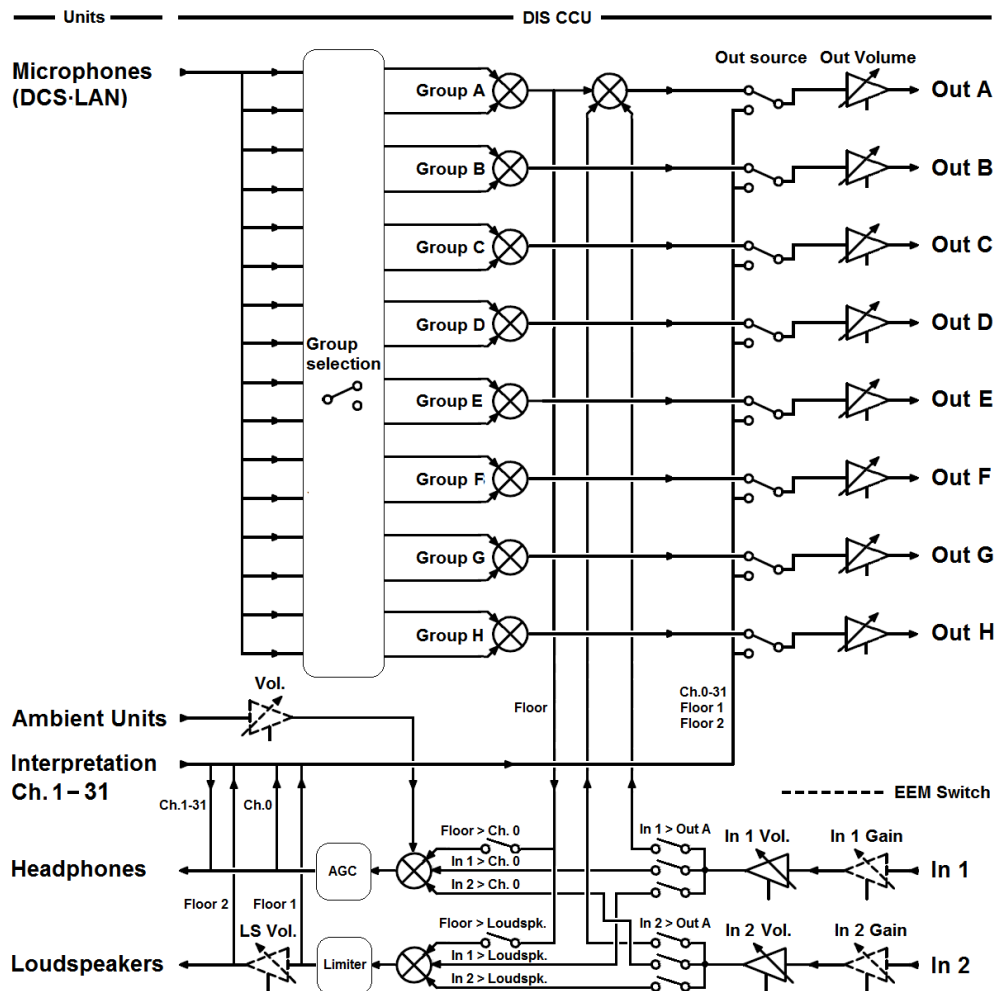 Units
DIS CCU
Microphones
(DCS·LAN)
Out source
Out Volume
Group A
Out A
Group B
Out B
Group C
Out C
Group D
Out D
Group
selection
Group E
Out E
Group F
Out F
Group G
Out G
Group H
Out H
Vol.
Ambient Units
Floor
Ch.0-31
Floor 1
Floor 2
Interpretation
Ch. 1– 31
Ch.1-31
Ch.0
EEM Switch
Floor > Ch. 0
In 1 > Out A
In 1 Vol.
In 1 Gain
Headphones
AGC
In 1 > Ch. 0
In 1
In 2 > Ch. 0
Floor 2
Floor 1
LS Vol.
Floor > Loudspk.
In 2 > Out A
In 2 Vol.
In 2 Gain
Loudspeakers
Limiter
In 1 > Loudspk.
In 2
In 2 > Loudspk.